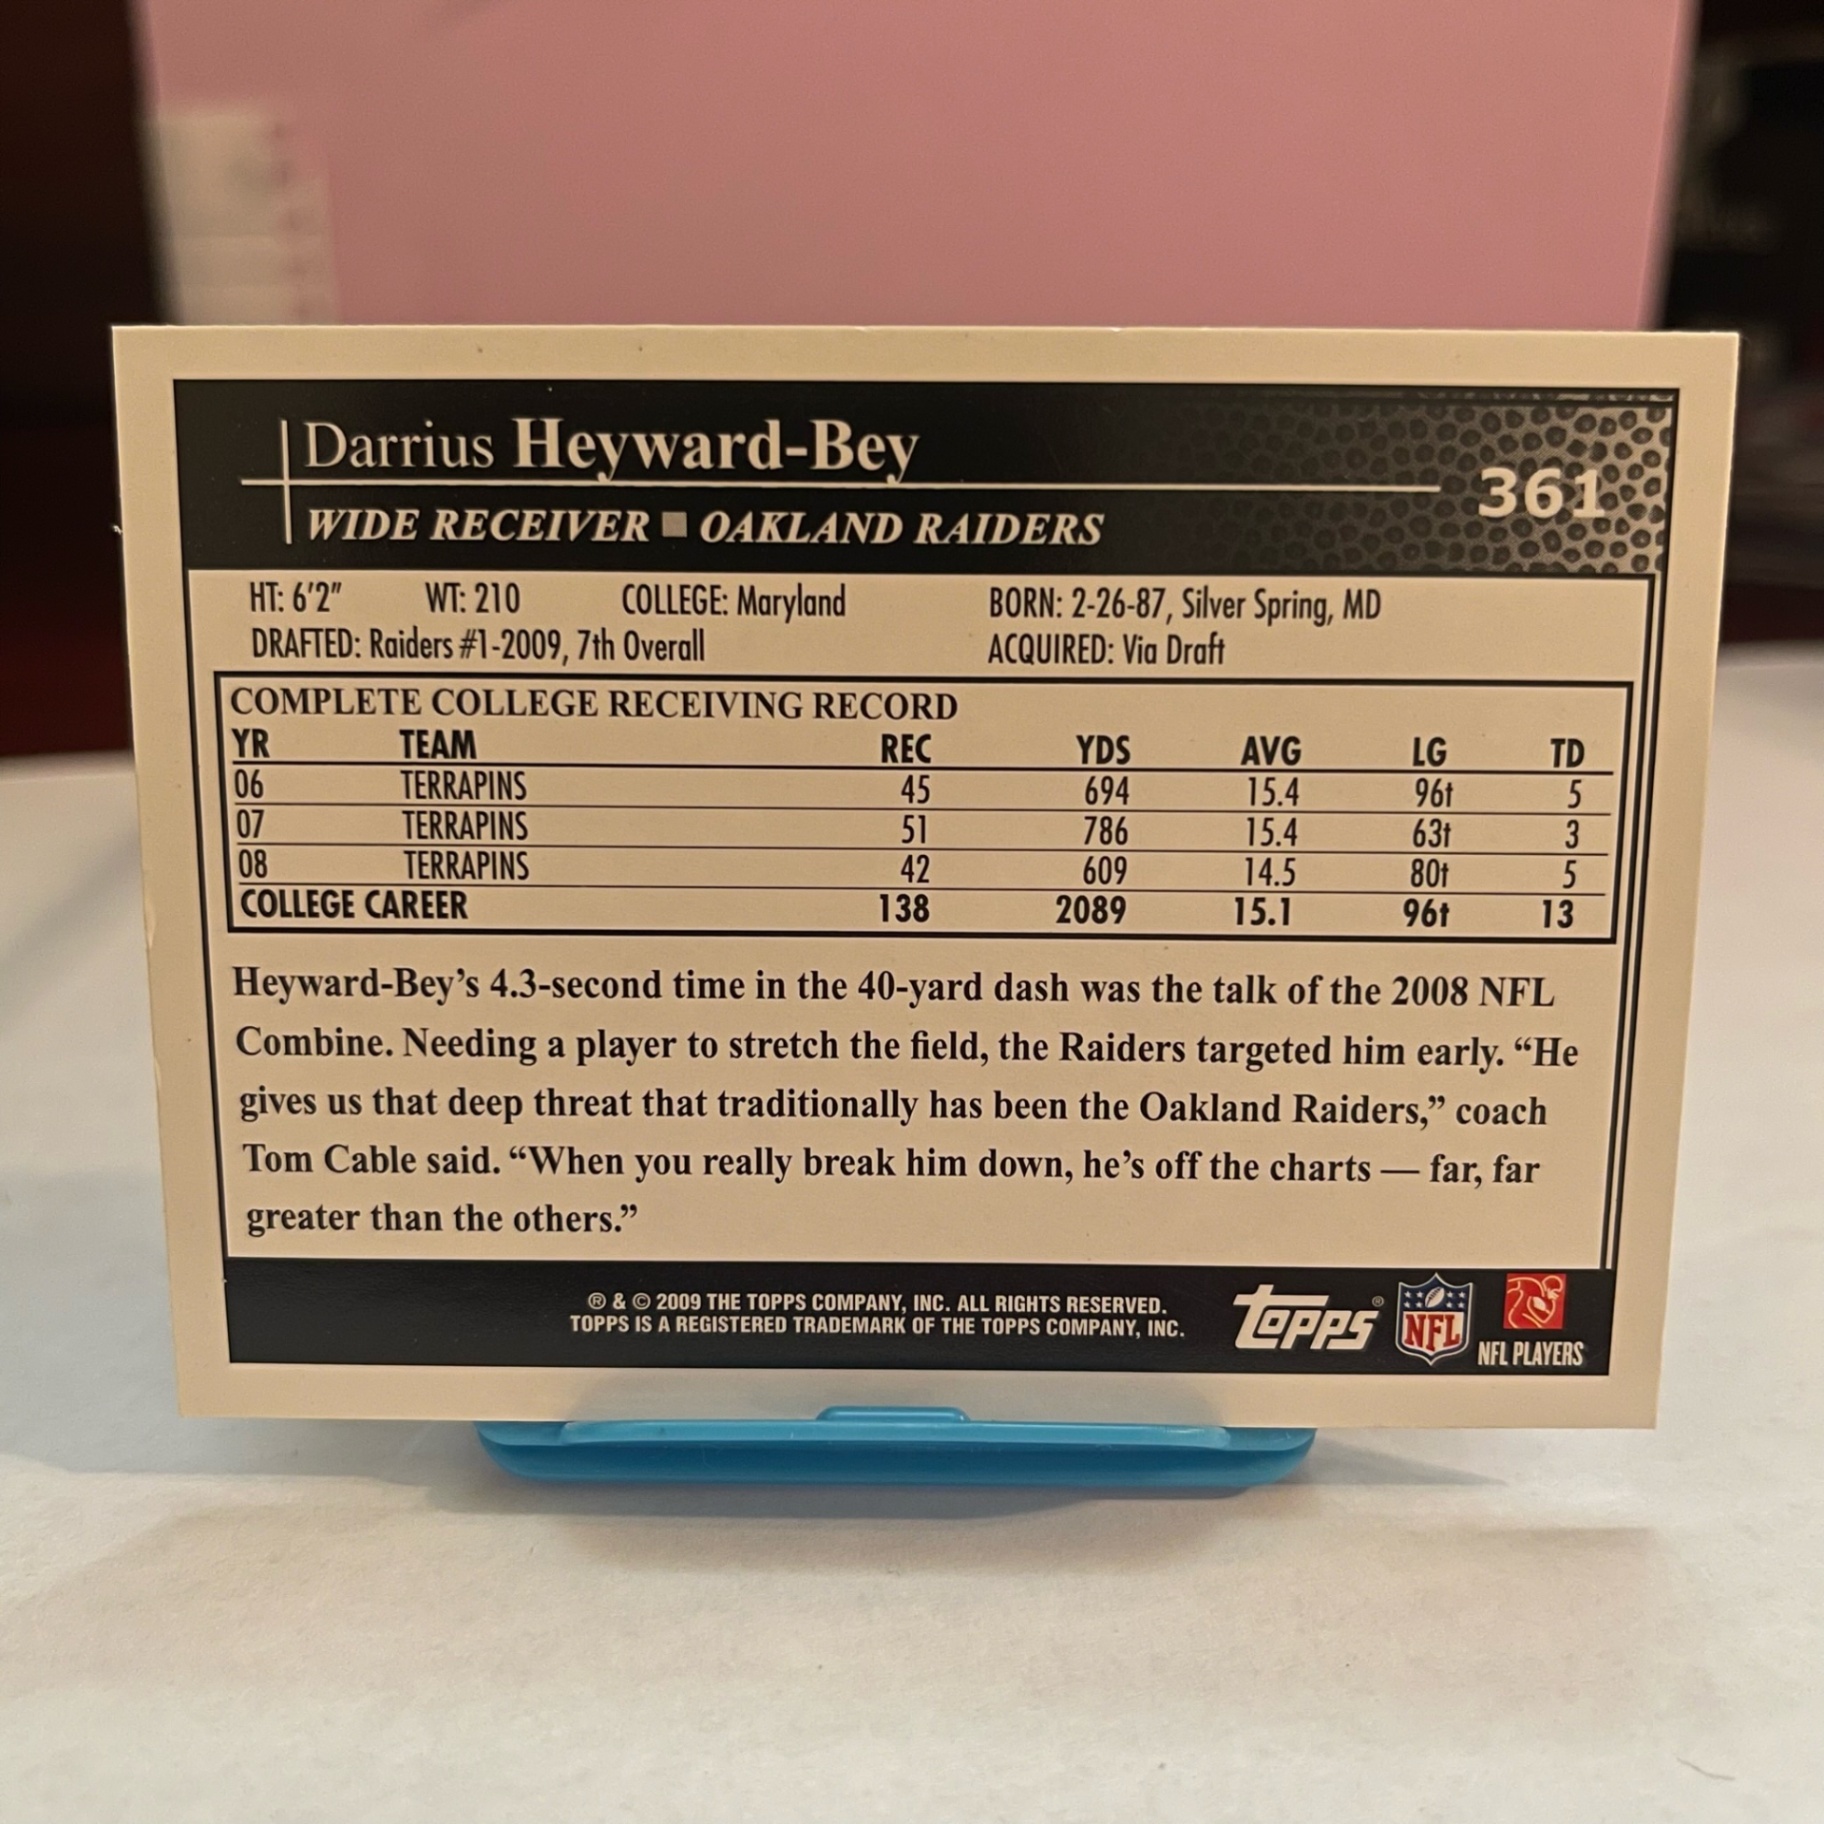 Darrius Heyward-Bey
361
WIDE RECEIVER ■ OAKLAND RAIDERS
HT: 6'2" WT: 210 COLLEGE: Maryland BORN: 2-26-87, Silver Spring, MD
DRAFTED: Raiders #1-2009, 7th Overall ACQUIRED: Via Draft
COMPLETE COLLEGE RECEIVING RECORD
YR TEAM REC YDS AVG LG TD
06 TERRAPINS 45 694 15.4 96t 5
07 TERRAPINS 51 786 15.4 63t 3
08 TERRAPINS 42 609 14.5 80t 5
COLLEGE CAREER 138 2089 15.1 96t 13
Heyward-Bey's 4.3-second time in the 40-yard dash was the talk of the 2008 NFL
Combine. Needing a player to stretch the field, the Raiders targeted him early. “He
gives us that deep threat that traditionally has been the Oakland Raiders,” coach
Tom Cable said. “When you really break him down, he's off the charts — far, far
greater than the others.”
® & © 2009 THE TOPPS COMPANY, INC. ALL RIGHTS RESERVED.
TOPPS IS A REGISTERED TRADEMARK OF THE TOPPS COMPANY, INC.
topps ® NFL
NFL PLAYERS